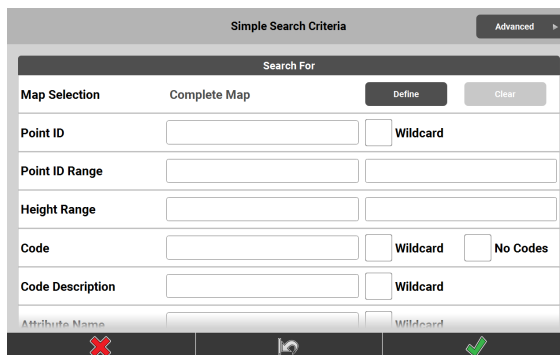 Simple Search Criteria
Advanced
Search For
Map Selection Complete Map Define Clear
Point ID Wildcard
Point ID Range
Height Range
Code Wildcard No Codes
Code Description Wildcard
Attribute Name Wildcard